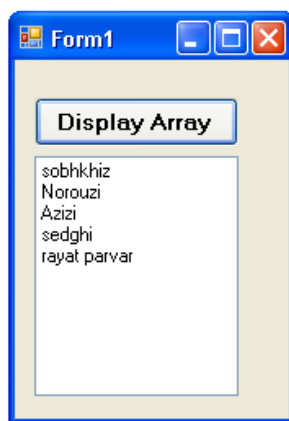 Form1
Display Array
sobhkhiz
Norouzi
Azizi
sedghi
rayat parvar